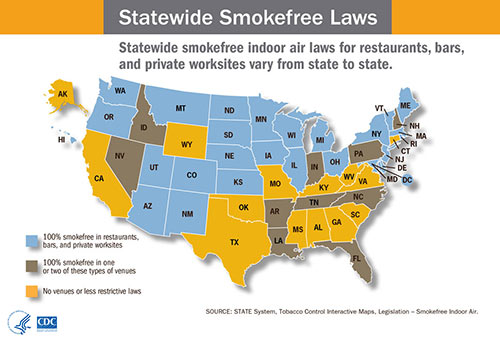 Statewide Smokefree Laws
Statewide smokefree indoor air laws for restaurants, bars,
and private worksites vary from state to state.
AK
WA
MT
ND
MN
VT
ME
OR
ID
WY
SD
WI
MI
NY
NH
MA
RI
CT
NJ
DE
MD
DC
HI
NV
UT
CO
NE
IA
IL
IN
OH
PA
WV
VA
CA
AZ
NM
KS
MO
KY
NC
TN
OK
AR
SC
TX
LA
MS
AL
GA
FL
100% smokefree in restaurants,
bars, and private worksites
100% smokefree in one
or two of these types of venues
No venues or less restrictive laws
SOURCE: STATE System, Tobacco Control Interactive Maps, Legislation – Smokefree Indoor Air.
CDC